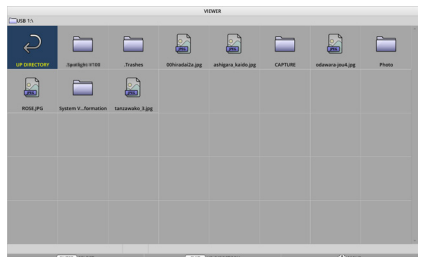 VIEWER
USB 1:\
UP DIRECTORY
.Spotlight-V100
.Trashes
00hiradai2a.jpg
ashigara_kaido.jpg
CAPTURE
odawara-jou4.jpg
Photo
ROSE.JPG
System V...formation
tanzawako_3.jpg